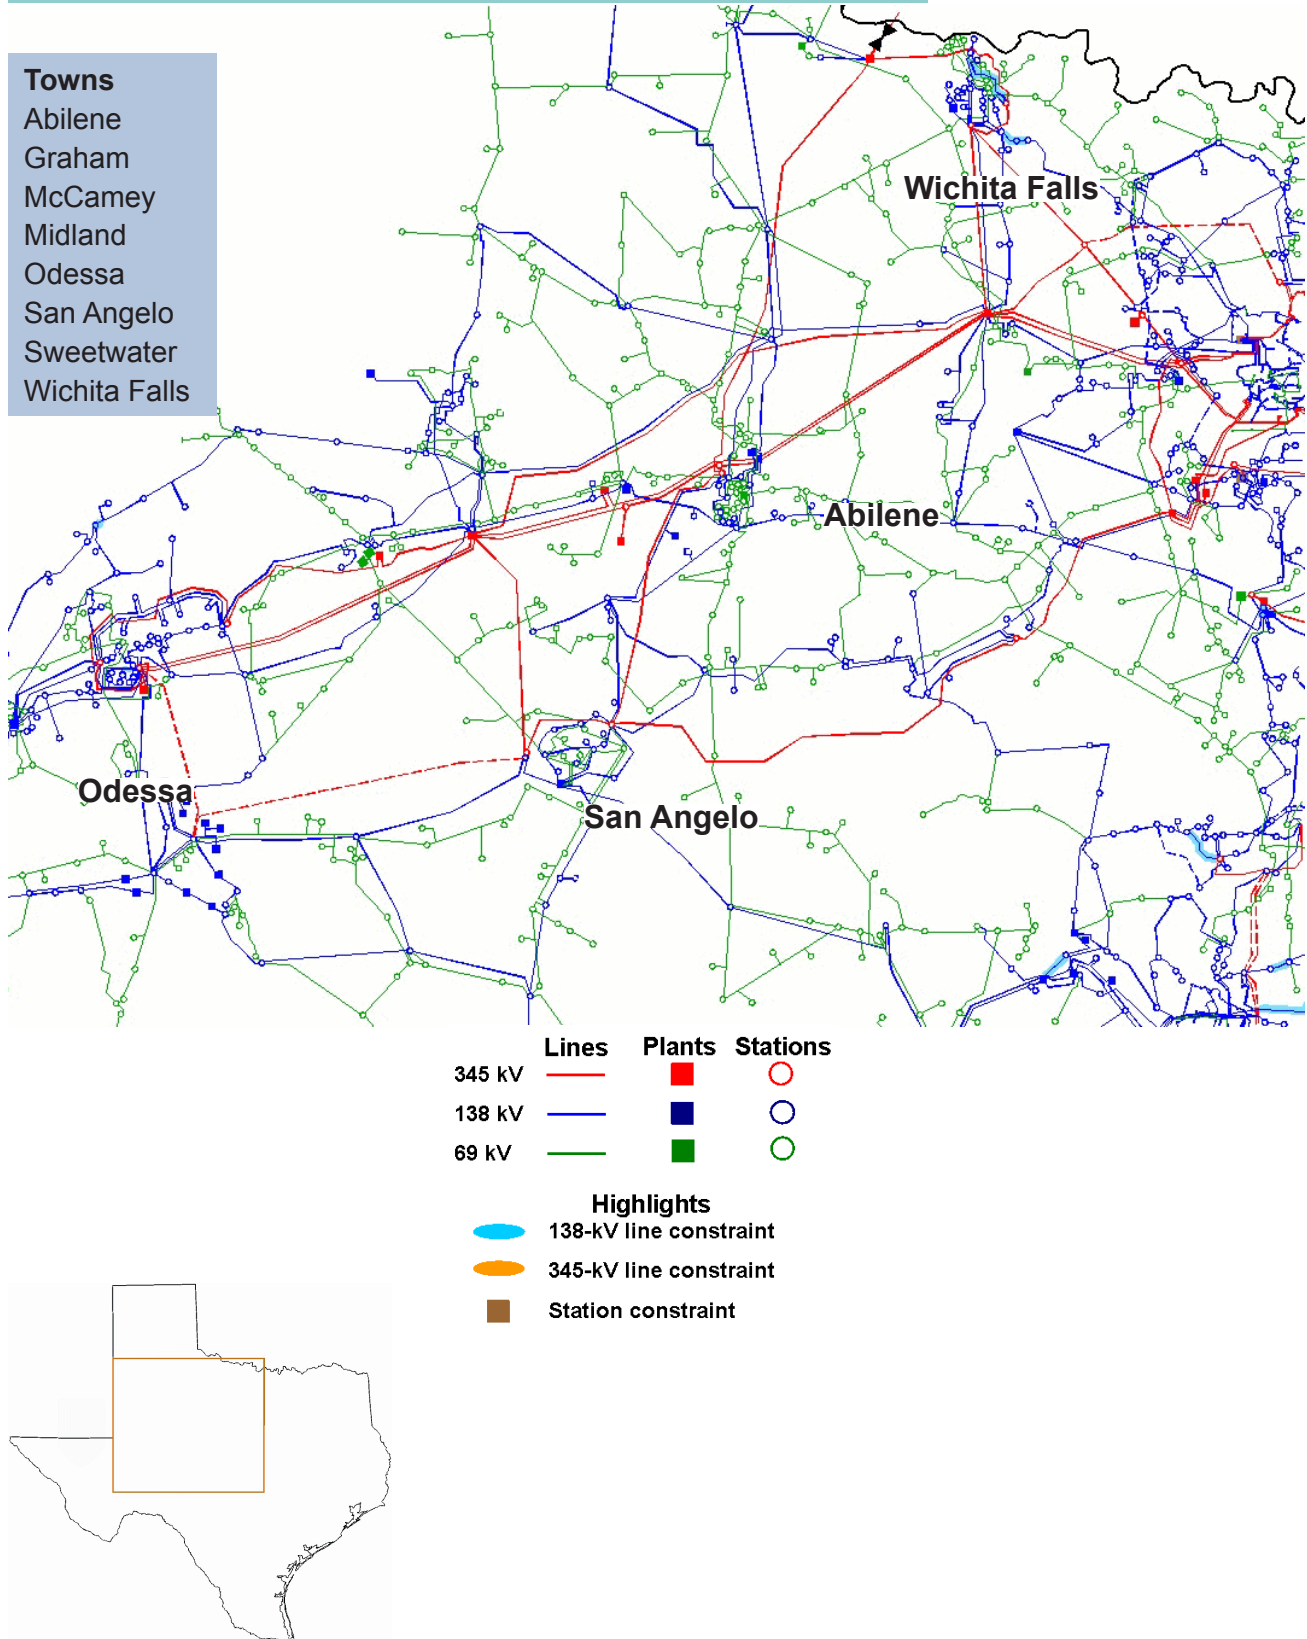 Towns
Abilene
Graham
McCamey
Midland
Odessa
San Angelo
Sweetwater
Wichita Falls
Wichita Falls
Abilene
Odessa
San Angelo
Lines Plants Stations
345 kV
138 kV
69 kV
Highlights
138-kV line constraint
345-kV line constraint
Station constraint